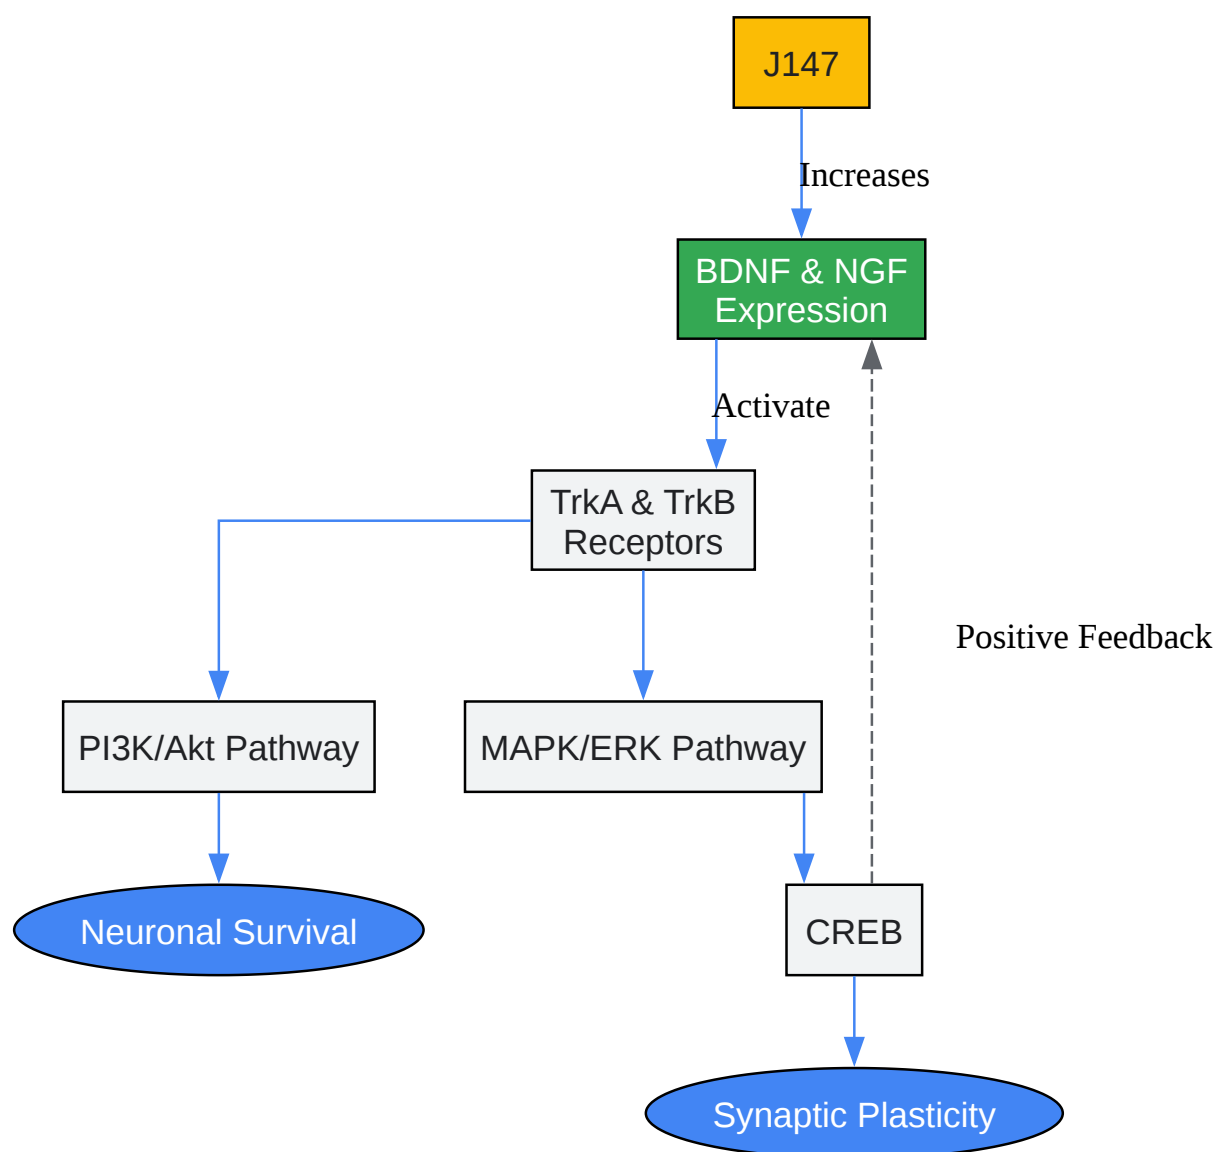 J147
Increases
BDNF & NGF
Expression
Activate
TrkA & TrkB
Receptors
Positive Feedback
PI3K/Akt Pathway
MAPK/ERK Pathway
Neuronal Survival
CREB
Synaptic Plasticity